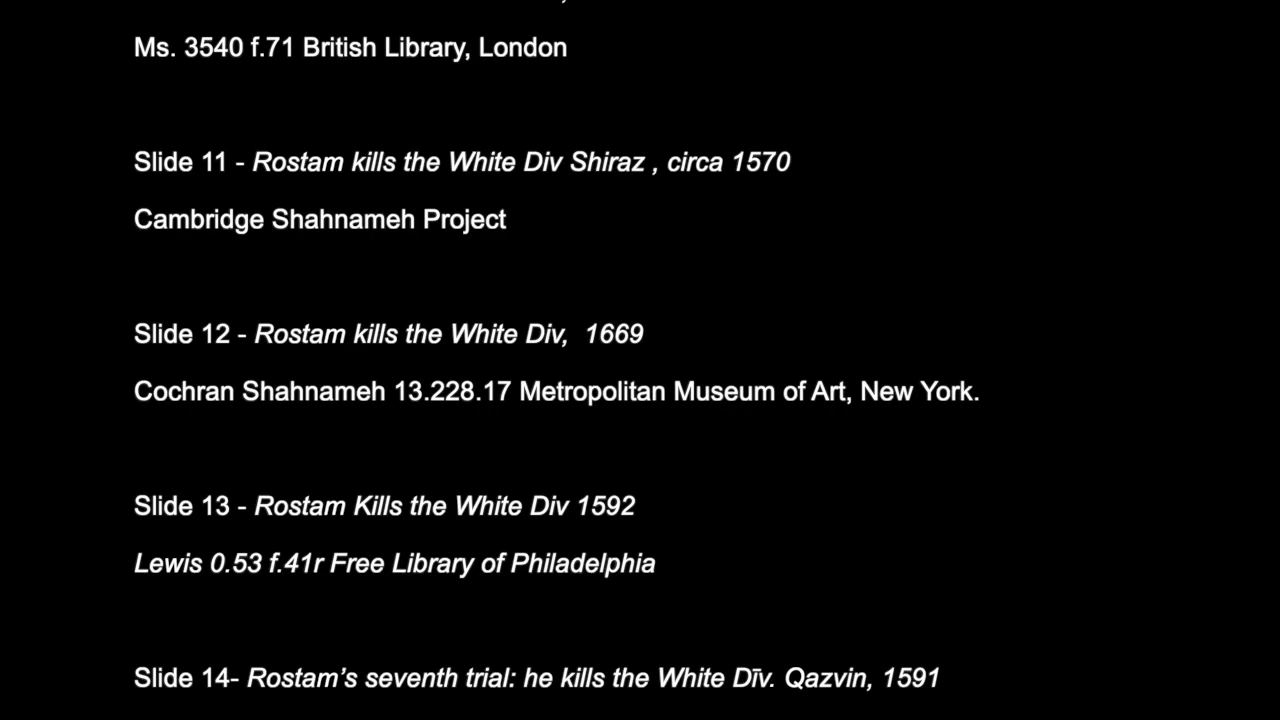 Ms. 3540 f.71 British Library, London
Slide 11 - Rostam kills the White Div Shiraz , circa 1570
Cambridge Shahnameh Project
Slide 12 - Rostam kills the White Div,  1669
Cochran Shahnameh 13.228.17 Metropolitan Museum of Art, New York.
Slide 13 - Rostam Kills the White Div 1592
Lewis 0.53 f.41r Free Library of Philadelphia
Slide 14- Rostam’s seventh trial: he kills the White Dīv. Qazvin, 1591